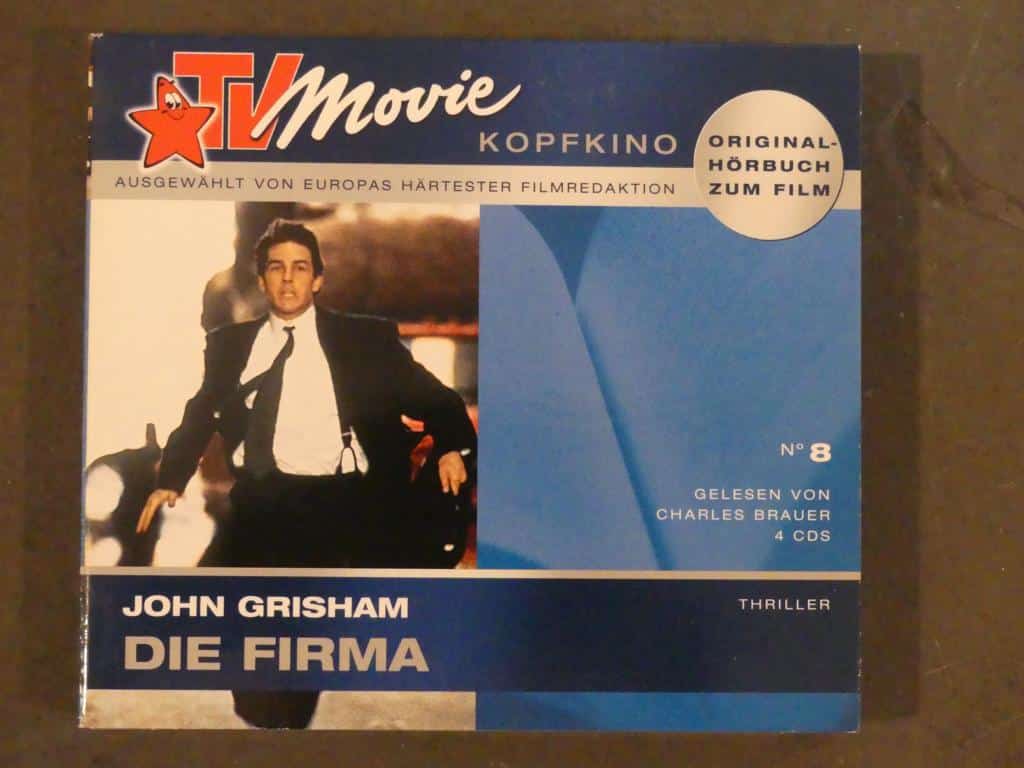 TV Movie
KOPFKINO
ORIGINAL-
HÖRBUCH
ZUM FILM
AUSGEWÄHLT VON EUROPAS HÄRTESTER FILMREDAKTION
Nº 8
GELESEN VON
CHARLES BRAUER
4 CDS
JOHN GRISHAM
THRILLER
DIE FIRMA